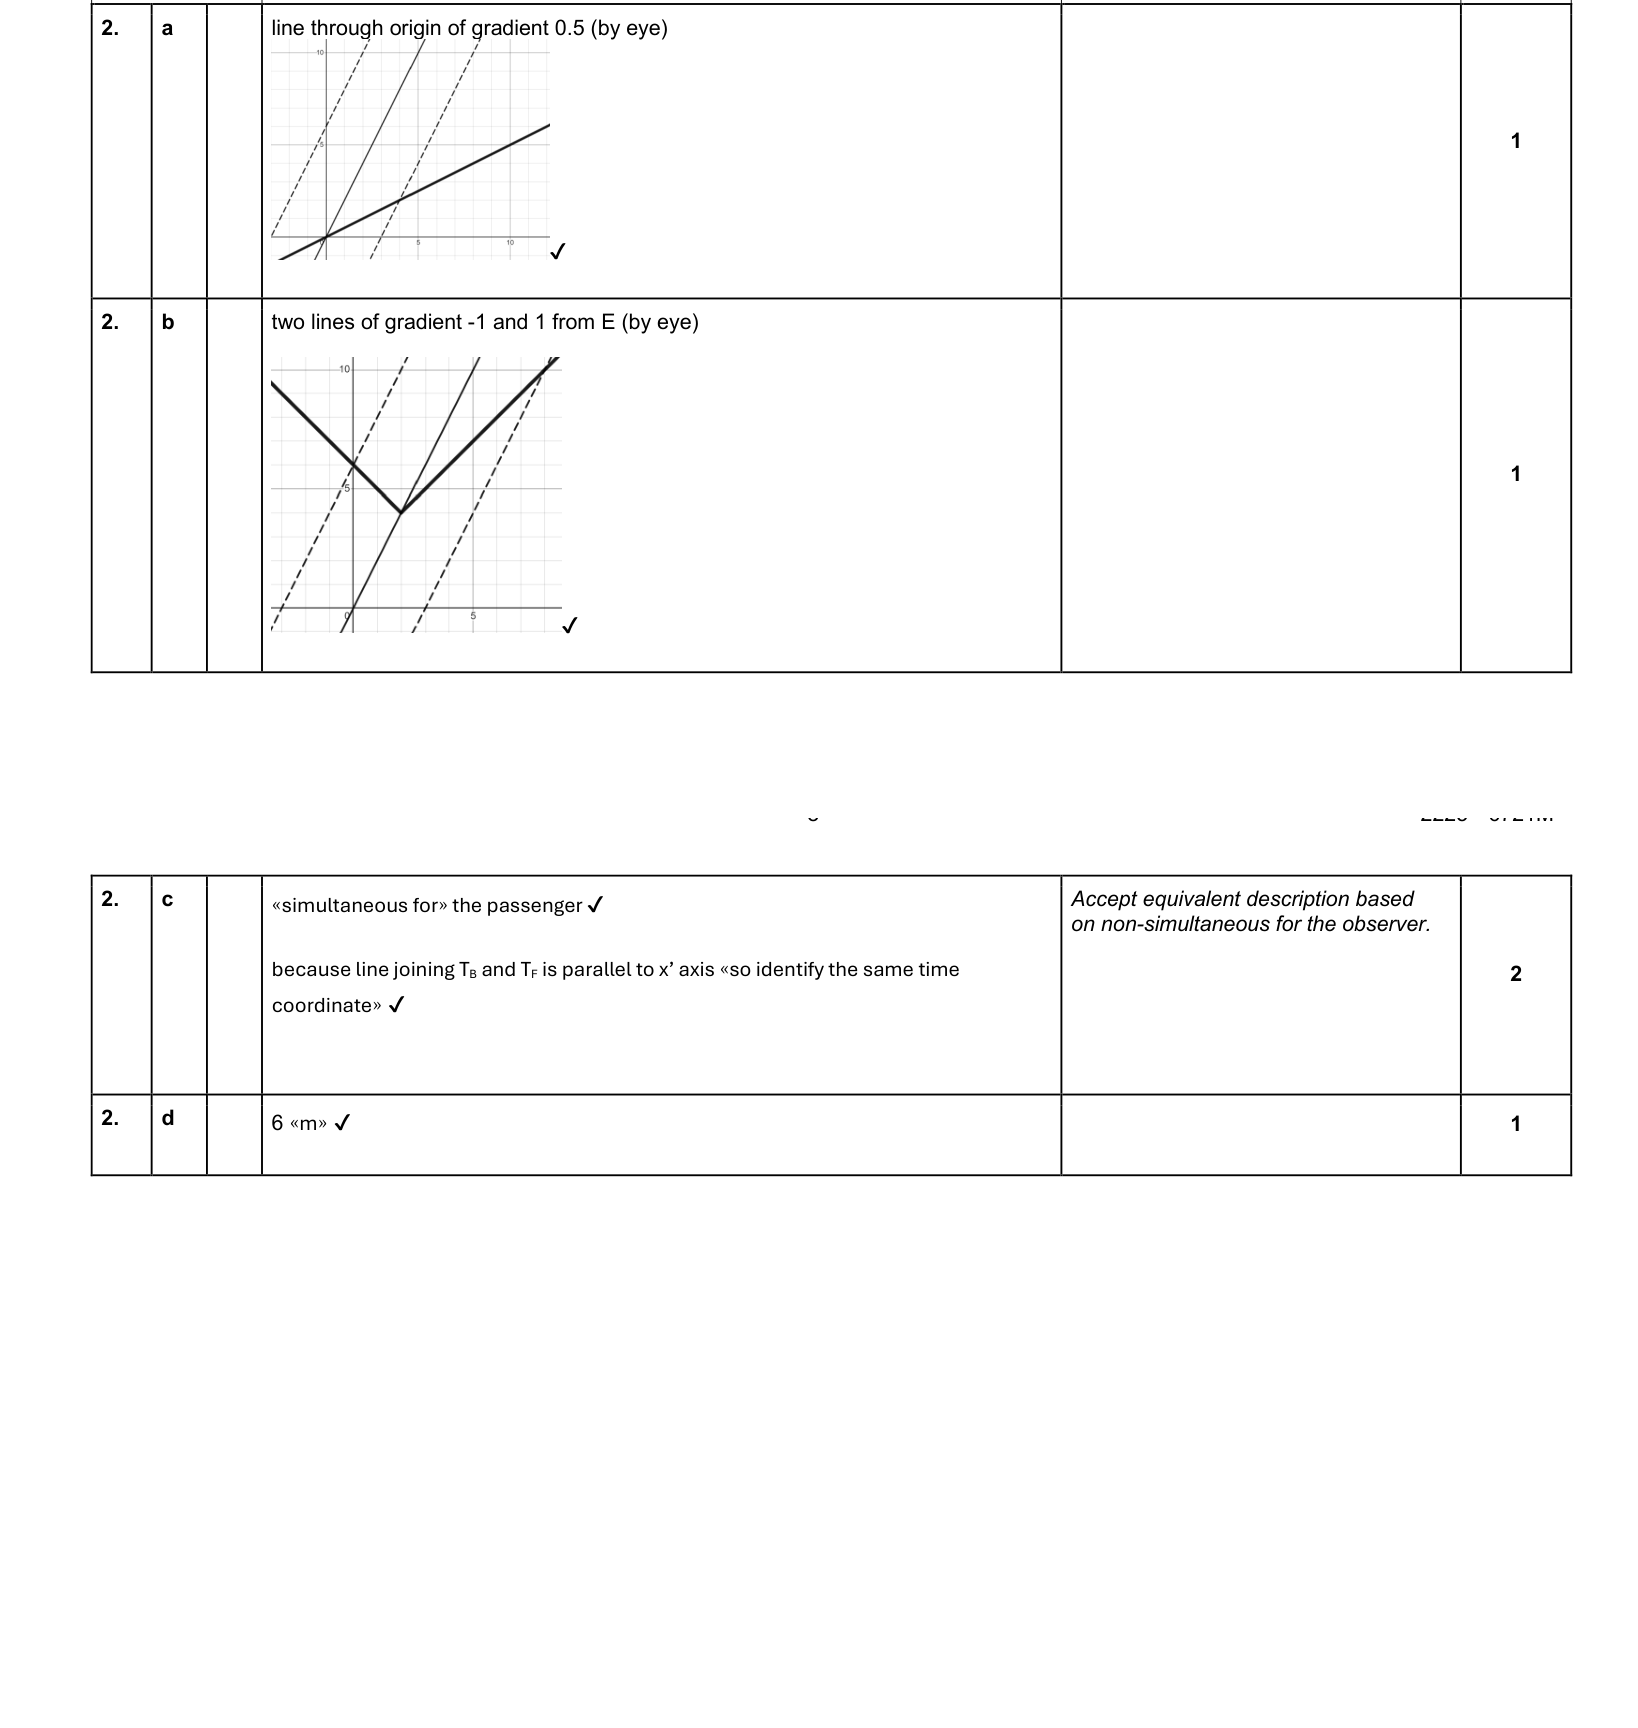 2. a line through origin of gradient 0.5 (by eye)
10
5
5 10
✓
1
2. b two lines of gradient -1 and 1 from E (by eye)
10
5
0 5
✓
1
2. c «simultaneous for» the passenger ✓ Accept equivalent description based
on non-simultaneous for the observer.
because line joining TB and TF is parallel to x’ axis «so identify the same time
coordinate» ✓
2
2. d 6 «m» ✓ 1